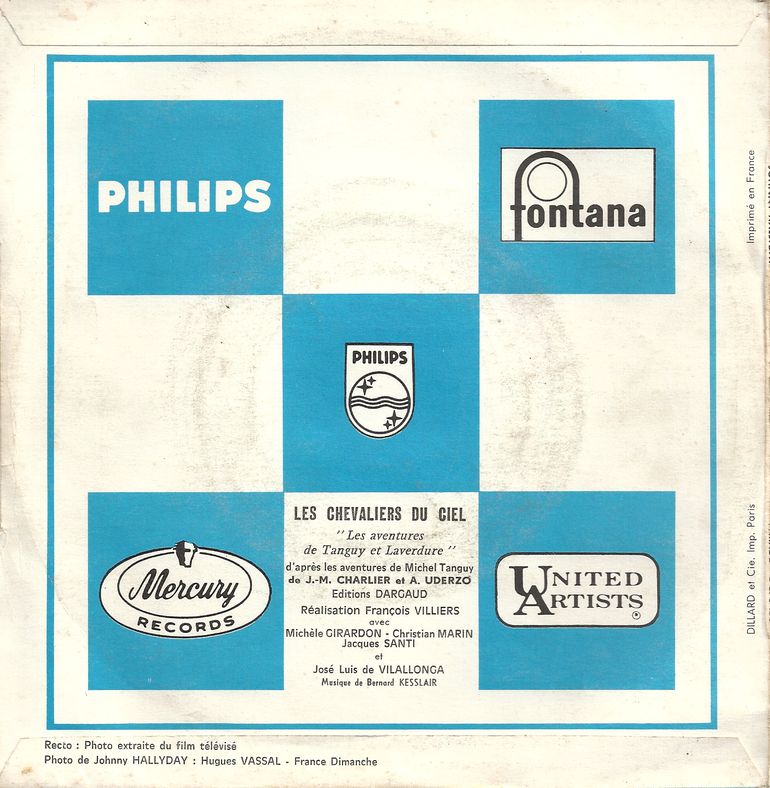 PHILIPS
fontana
PHILIPS
Mercury
RECORDS
LES CHEVALIERS DU CIEL
"Les aventures
de Tanguy et Laverdure"
d'après les aventures de Michel Tanguy
de J.-M. CHARLIER et A. UDERZO
Editions DARGAUD
Réalisation François VILLIERS
avec
Michèle GIRARDON - Christian MARIN
Jacques SANTI
et
José Luis de VILALLONGA
Musique de Bernard KESSLAIR
UNITED
ARTISTS
Imprimé en France
DILLARD et Cie. Imp. Paris
Recto : Photo extraite du film télévisé
Photo de Johnny HALLYDAY : Hugues VASSAL - France Dimanche